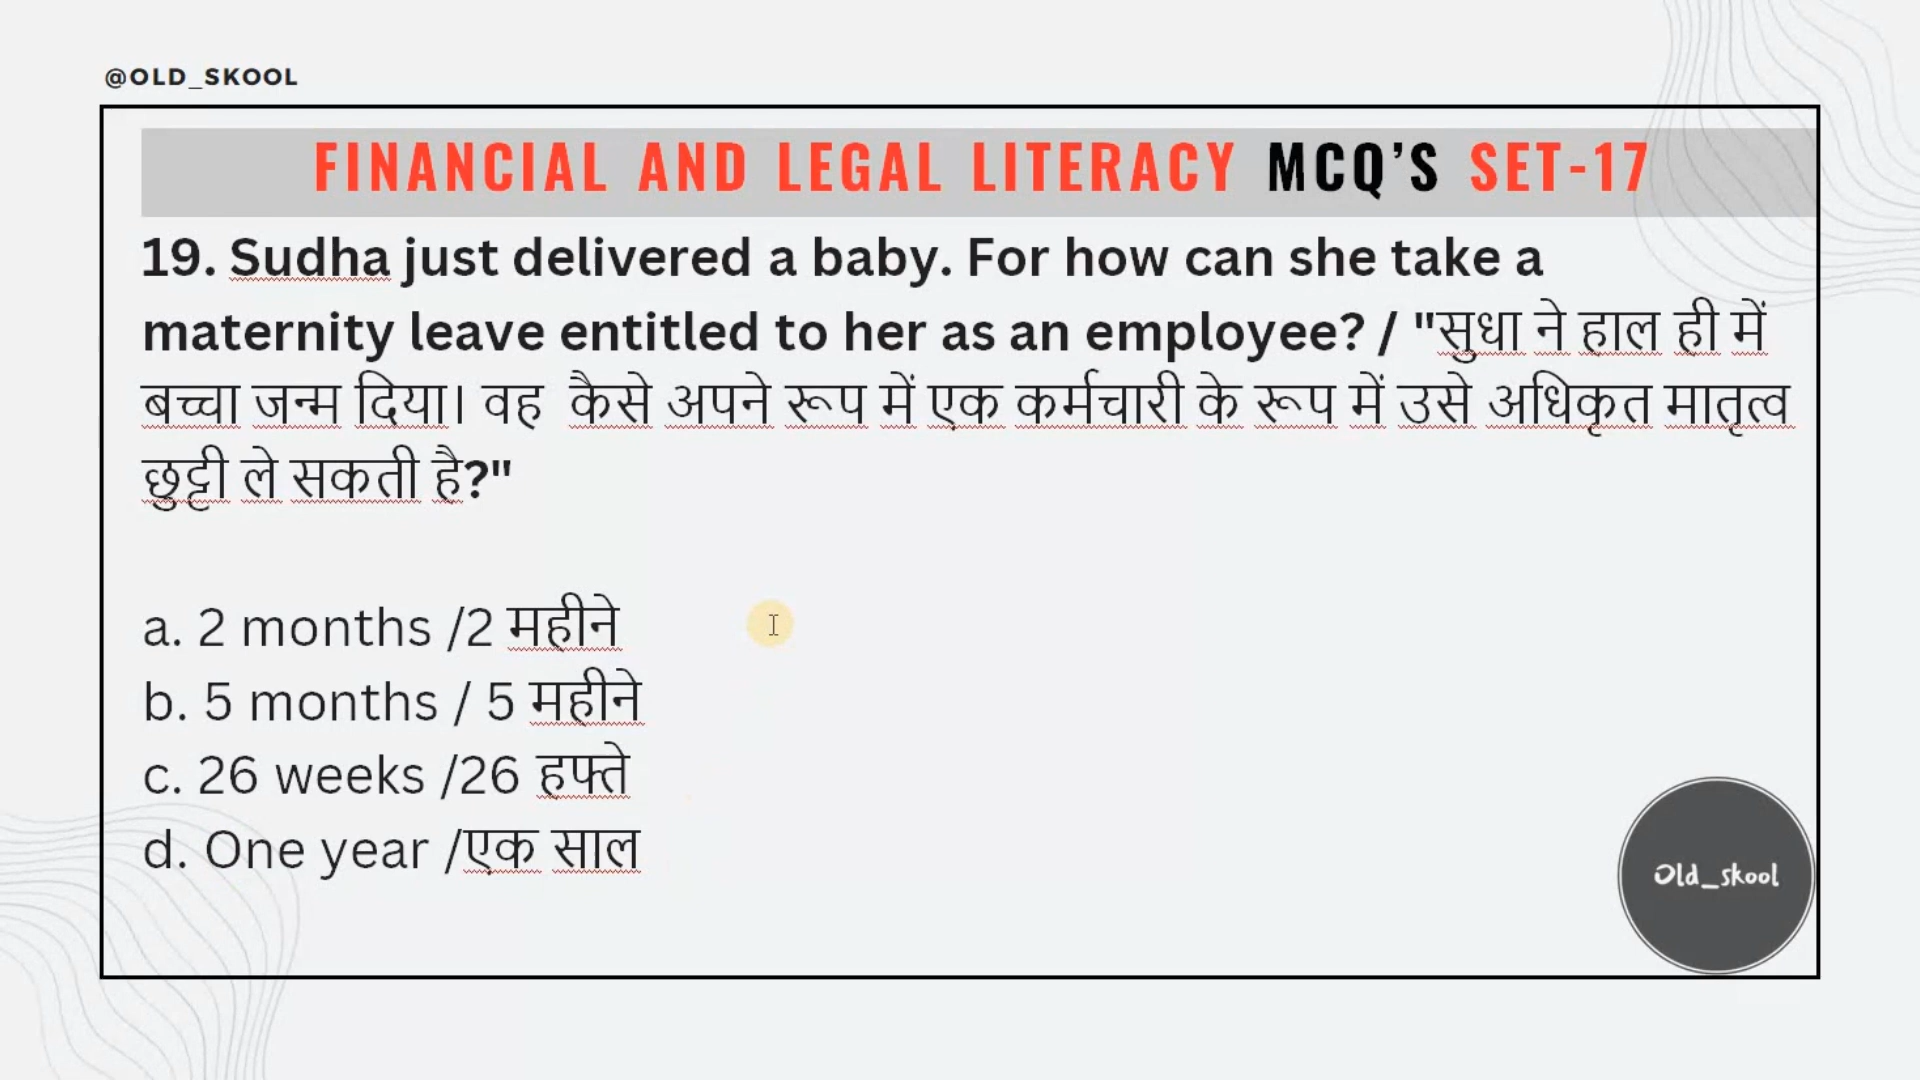 @OLD_SKOOL
FINANCIAL AND LEGAL LITERACY MCQ'S SET-17
19. Sudha just delivered a baby. For how can she take a
maternity leave entitled to her as an employee? / "सुधा ने हाल ही में
बच्चा जन्म दिया। वह कैसे अपने रूप में एक कर्मचारी के रूप में उसे अधिकृत मातृत्व
छुट्टी ले सकती है?"
a. 2 months /2 महीने
b. 5 months / 5 महीने
c. 26 weeks /26 हफ्ते
d. One year /एक साल
Old_skool